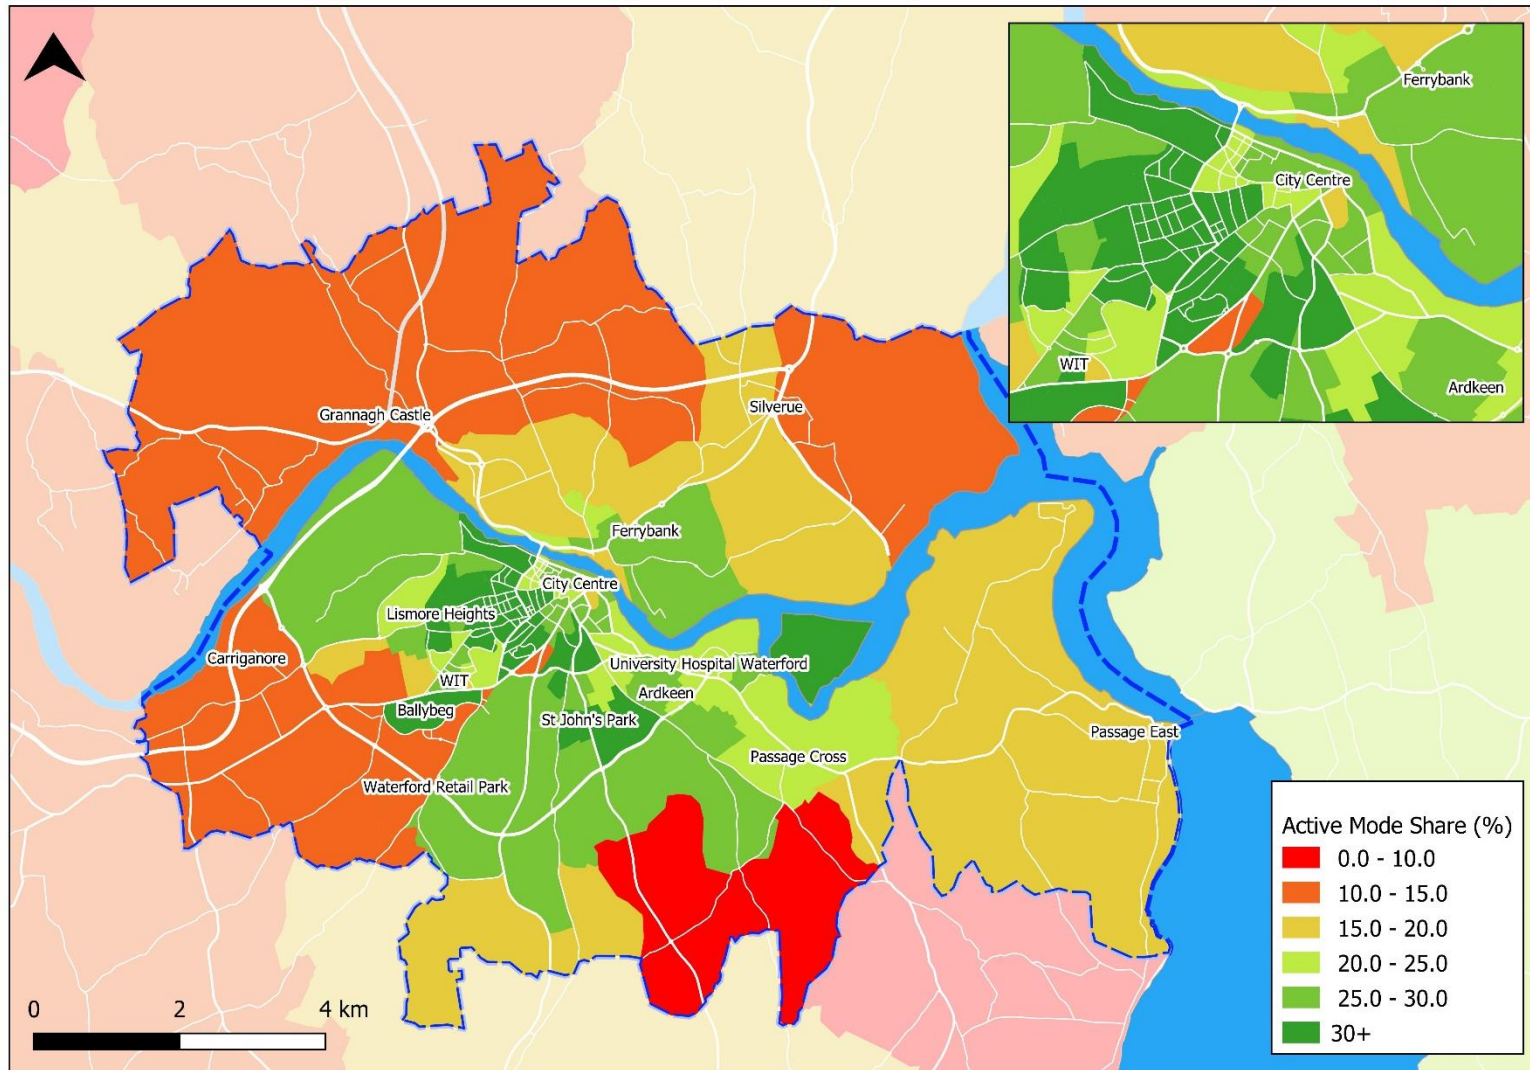 Ferrybank
City Centre
WIT
Ardkeen
Grannagh Castle
Silverue
Ferrybank
City Centre
Lismore Heights
Carriganore
University Hospital Waterford
WIT
Ardkeen
Ballybeg
St John's Park
Passage East
Passage Cross
Waterford Retail Park
Active Mode Share (%)
0.0 - 10.0
10.0 - 15.0
15.0 - 20.0
20.0 - 25.0
25.0 - 30.0
30+
0 2 4 km